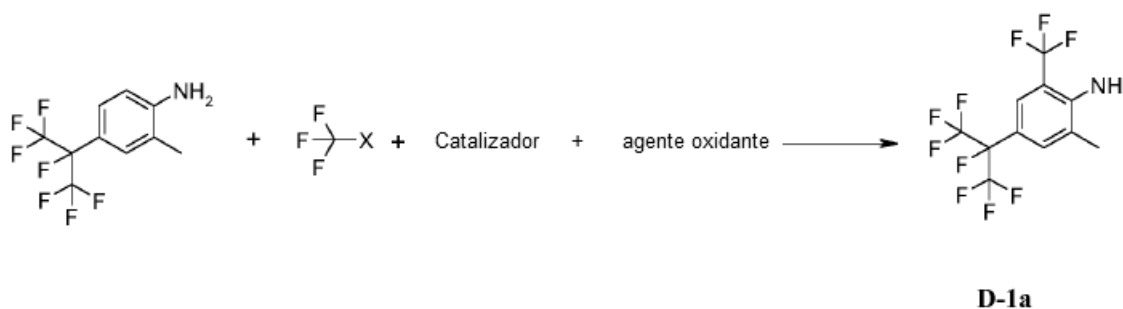 F F F
F F F F F F F NH₂
+ F F F X + Catalizador + agente oxidante
F F F F F F F NH
D-1a